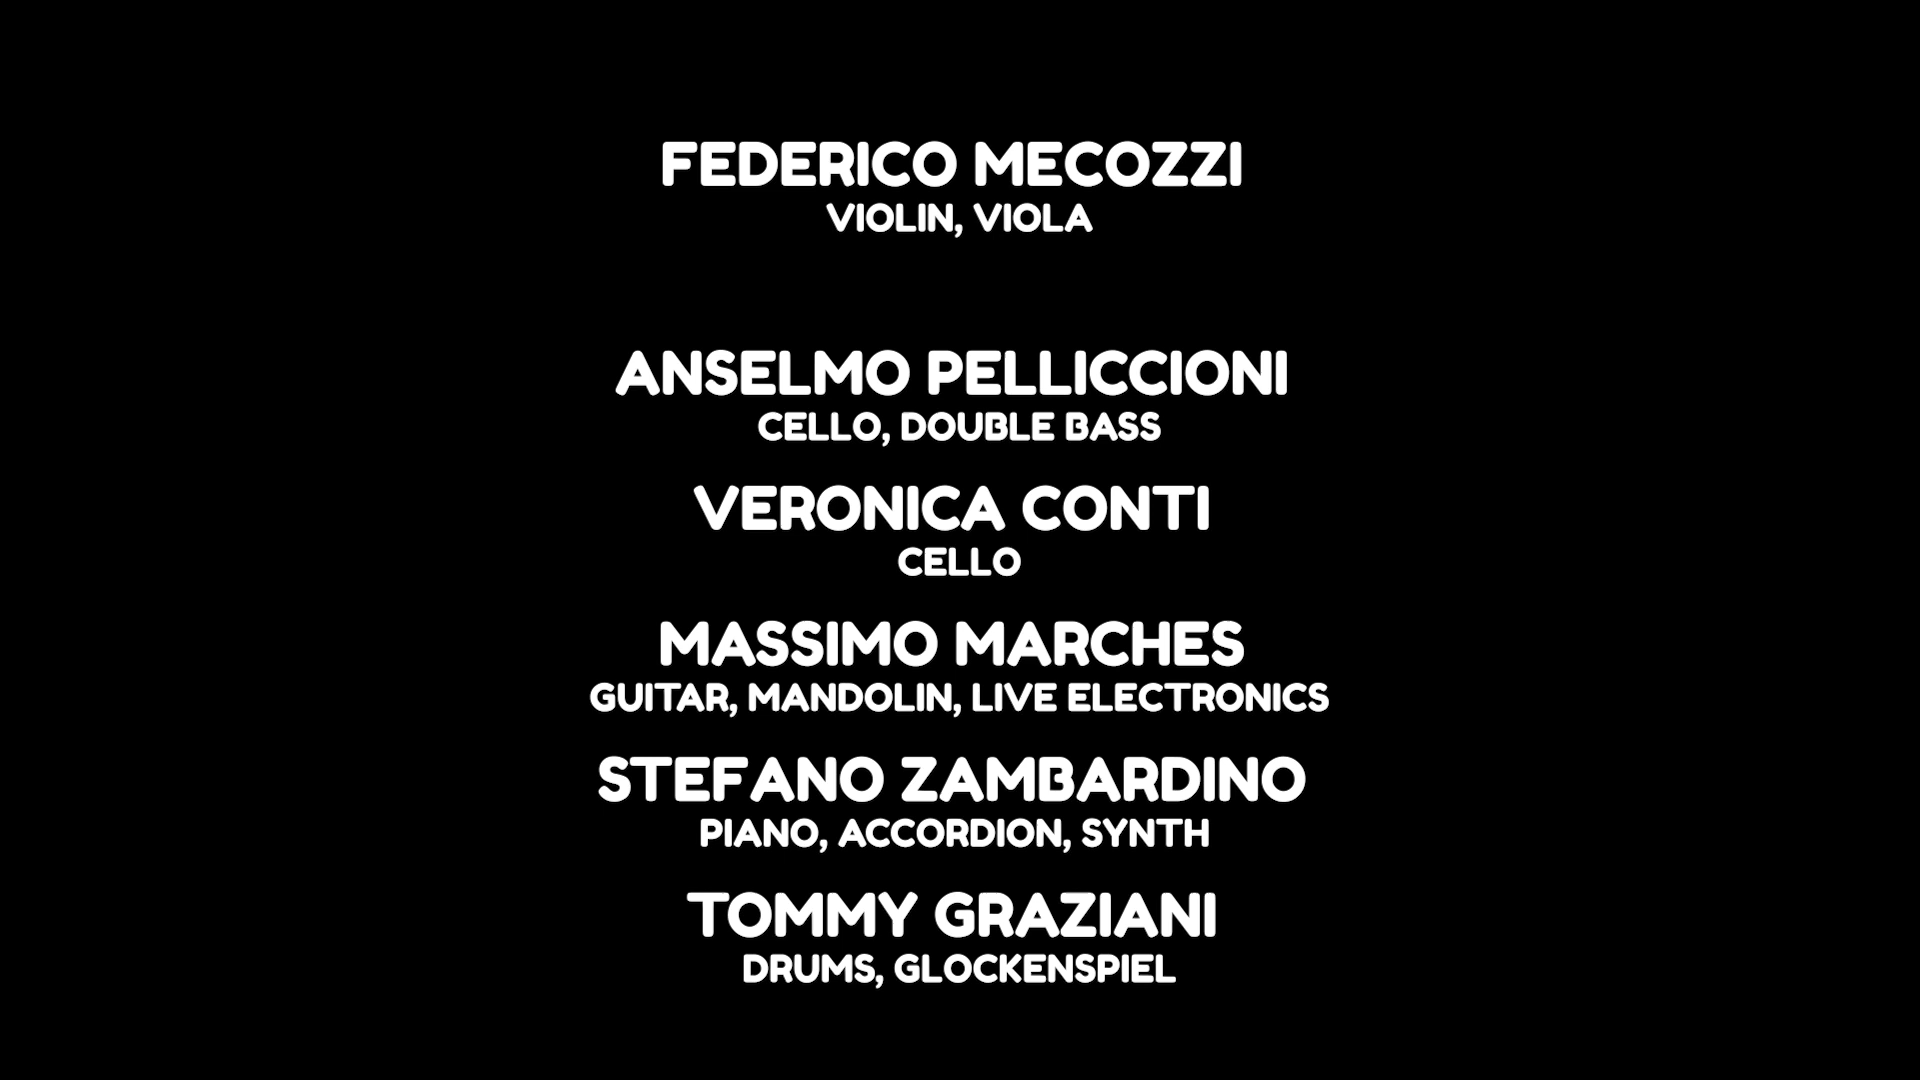 FEDERICO MECOZZI
VIOLIN, VIOLA
ANSELMO PELLICCIONI
CELLO, DOUBLE BASS
VERONICA CONTI
CELLO
MASSIMO MARCHES
GUITAR, MANDOLIN, LIVE ELECTRONICS
STEFANO ZAMBARDINO
PIANO, ACCORDION, SYNTH
TOMMY GRAZIANI
DRUMS, GLOCKENSPIEL